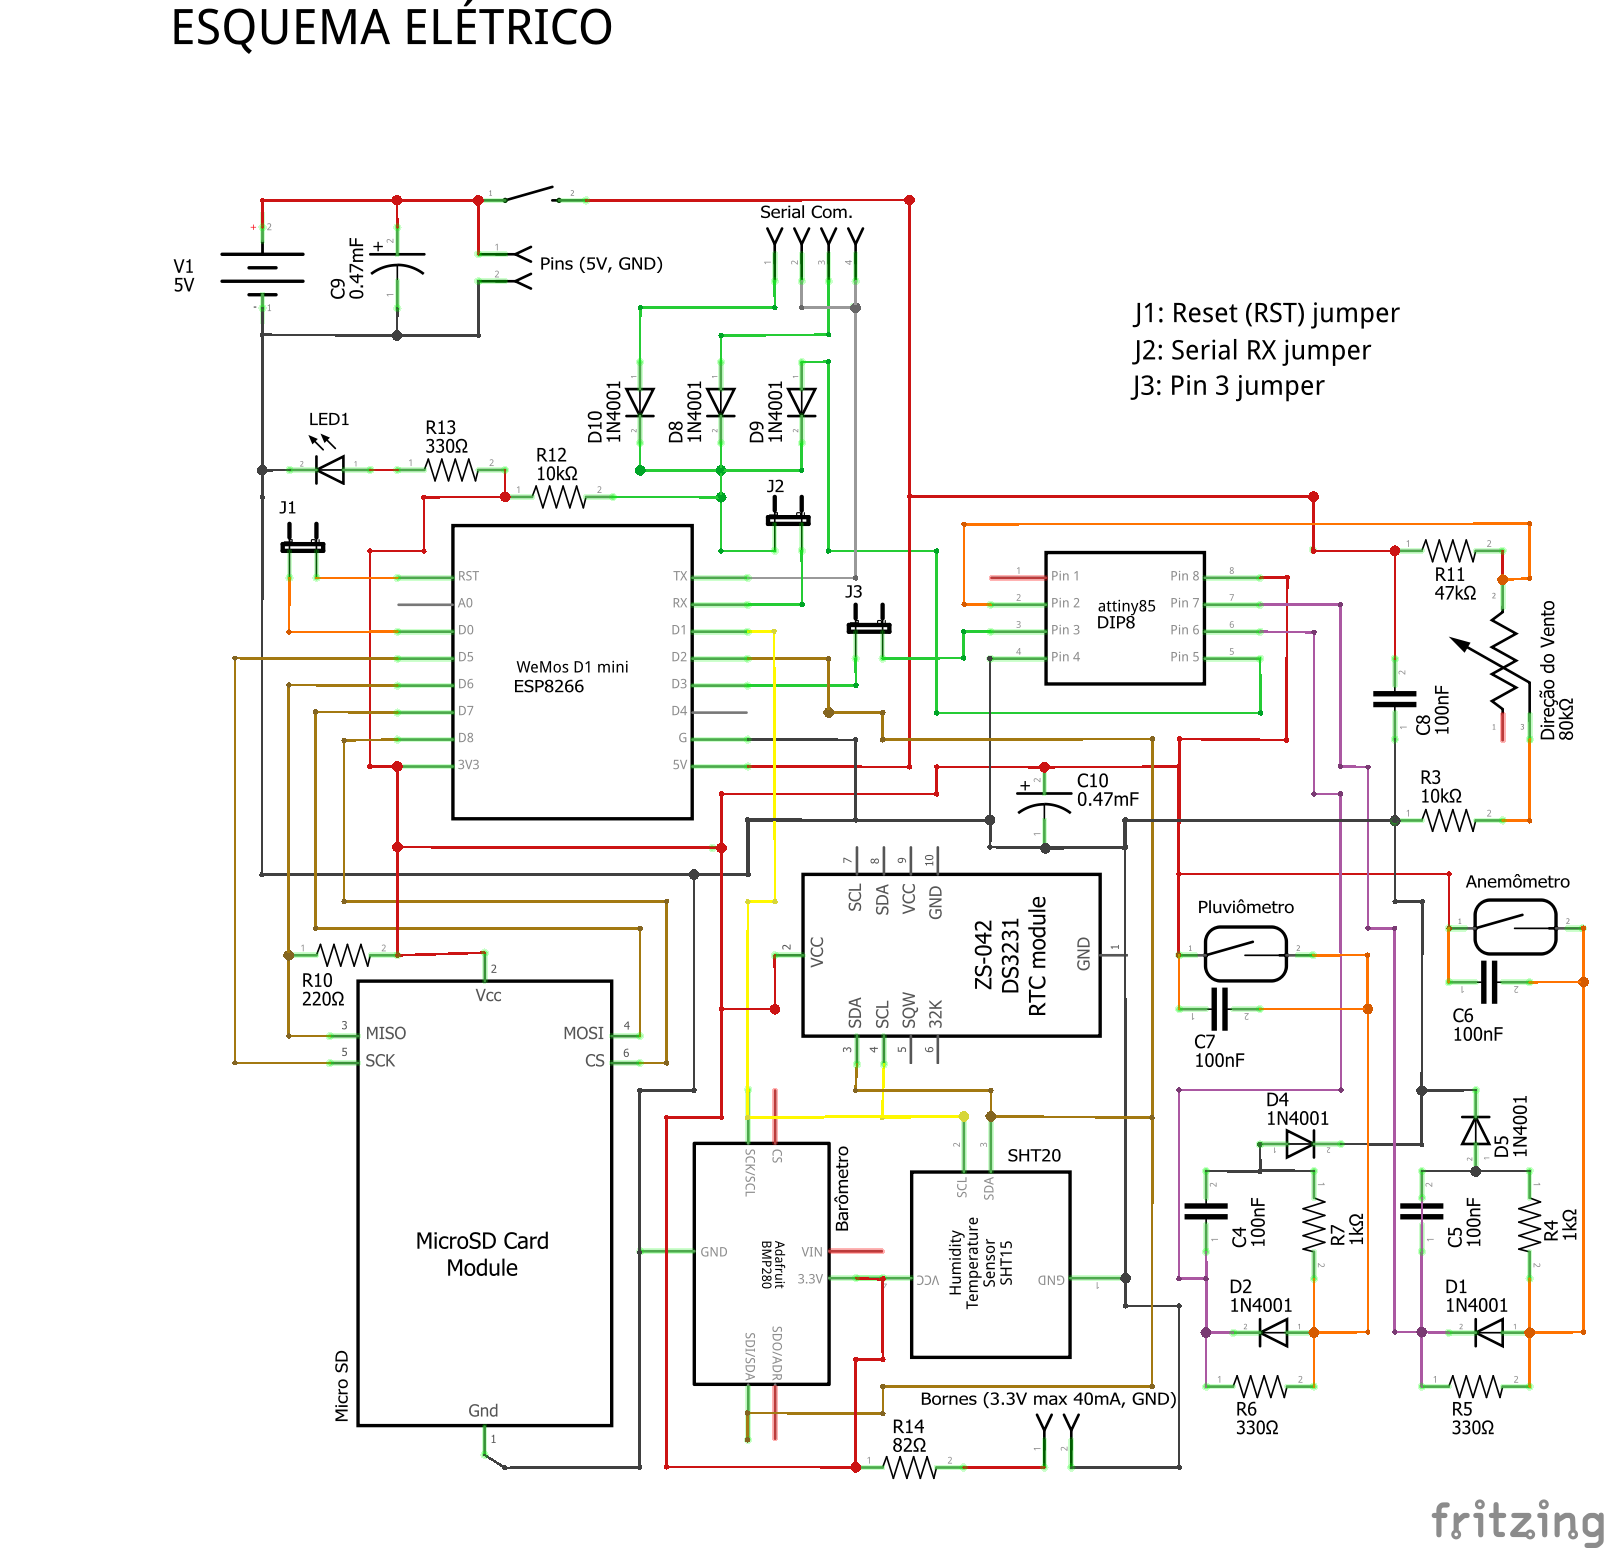 ESQUEMA ELÉTRICO
V1
5V
C9
0.47mF
Pins (5V, GND)
Serial Com.
J1: Reset (RST) jumper
J2: Serial RX jumper
J3: Pin 3 jumper
LED1
R13
330Ω
R12
10kΩ
D10
1N4001
D8
1N4001
D9
1N4001
J1
J2
J3
RST
A0
D0
D5
D6
D7
D8
3V3
WeMos D1 mini
ESP8266
TX
RX
D1
D2
D3
D4
G
5V
Pin 1
Pin 2
Pin 3
Pin 4
attiny85
DIP8
Pin 8
Pin 7
Pin 6
Pin 5
R11
47kΩ
Direção do Vento
80kΩ
C8
100nF
R3
10kΩ
C10
0.47mF
SCL
SDA
VCC
GND
VCC
ZS-042
DS3231
RTC module
GND
SDA
SCL
SQW
32K
Pluviômetro
C7
100nF
Anemômetro
C6
100nF
R10
220Ω
Vcc
MISO
SCK
MOSI
CS
MicroSD Card
Module
Gnd
Micro SD
SCK/SCL
CS
GND
VIN
3.3V
Adafruit
BMP280
SDI/SDA
SDO/ADR
Barômetro
SHT20
SCL
SDA
VCC
GND
Humidity
Temperature
Sensor
SHT15
Bornes (3.3V max 40mA, GND)
R14
82Ω
D4
1N4001
C4
100nF
R7
1kΩ
D2
1N4001
R6
330Ω
D5
1N4001
C5
100nF
R4
1kΩ
D1
1N4001
R5
330Ω
fritzing